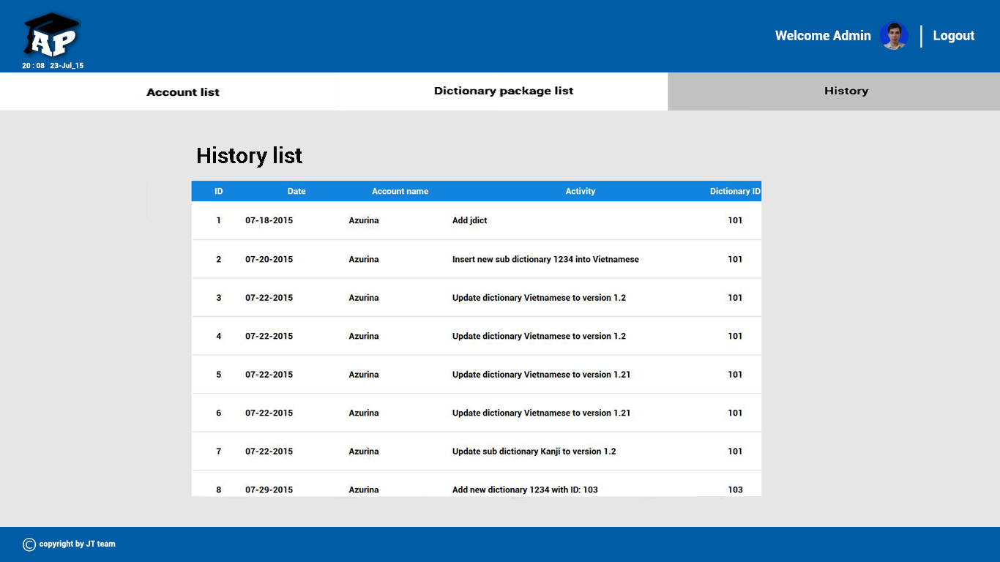 AP
20 : 08 23-Jul_15
Welcome Admin
Logout
Account list
Dictionary package list
History
History list
ID Date Account name Activity Dictionary ID
1 07-18-2015 Azurina Add jdict 101
2 07-20-2015 Azurina Insert new sub dictionary 1234 into Vietnamese 101
3 07-22-2015 Azurina Update dictionary Vietnamese to version 1.2 101
4 07-22-2015 Azurina Update dictionary Vietnamese to version 1.2 101
5 07-22-2015 Azurina Update dictionary Vietnamese to version 1.21 101
6 07-22-2015 Azurina Update dictionary Vietnamese to version 1.21 101
7 07-22-2015 Azurina Update sub dictionary Kanji to version 1.2 101
8 07-29-2015 Azurina Add new dictionary 1234 with ID: 103 103
© copyright by JT team